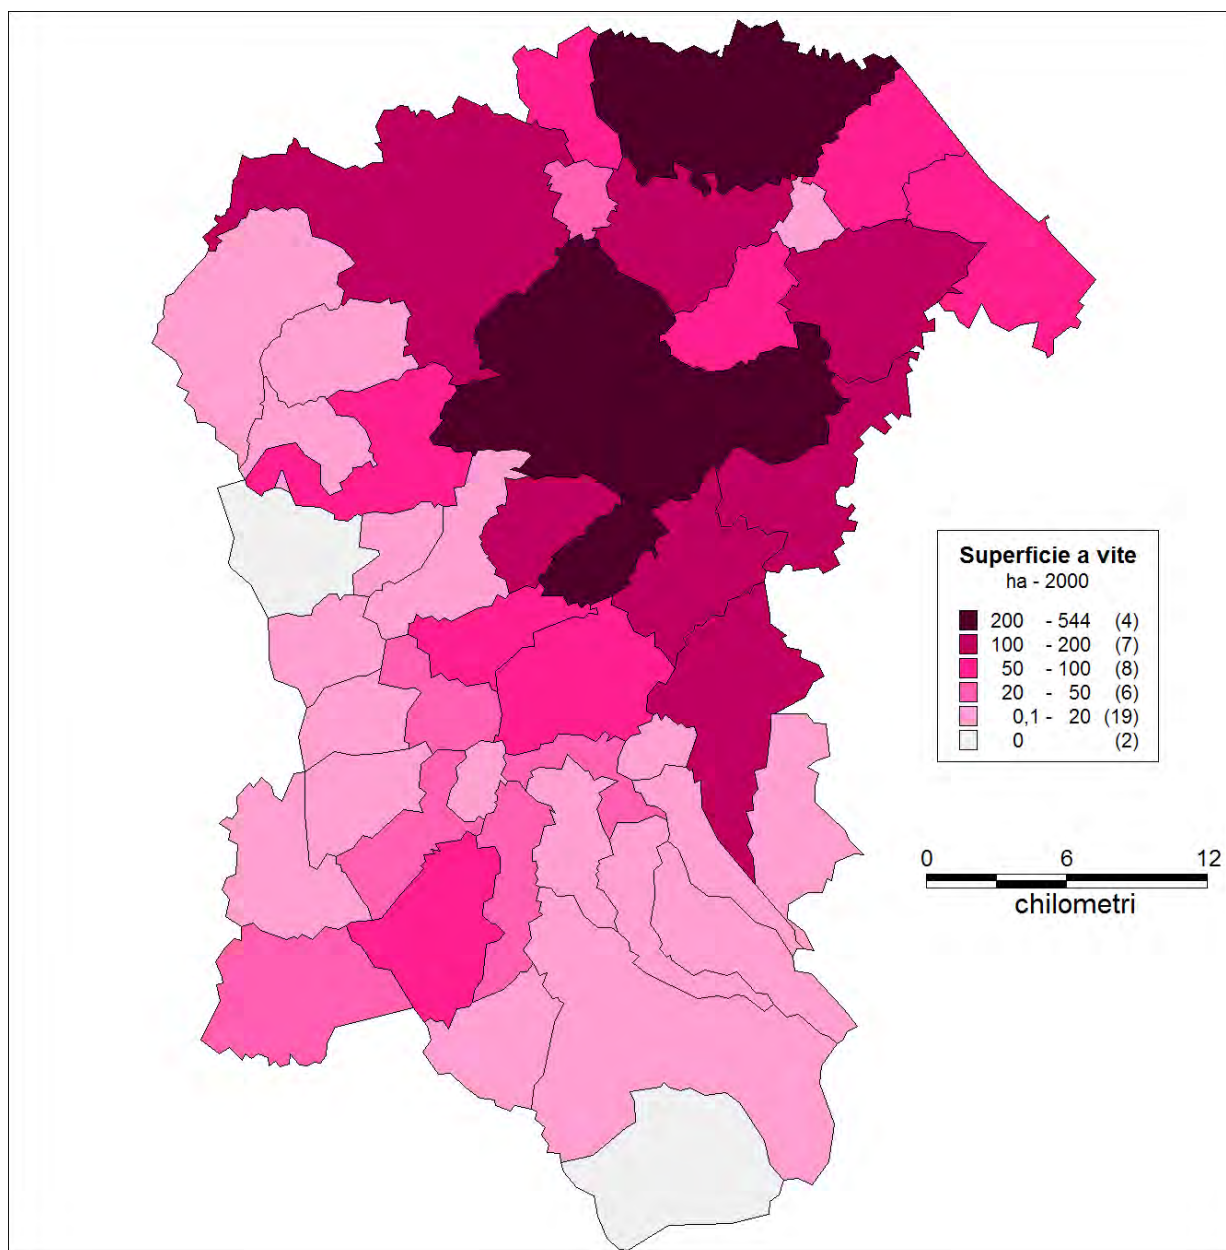 Superficie a vite
ha - 2000
200 - 544 (4)
100 - 200 (7)
50 - 100 (8)
20 - 50 (6)
0,1 - 20 (19)
0 (2)
0 6 12
chilometri